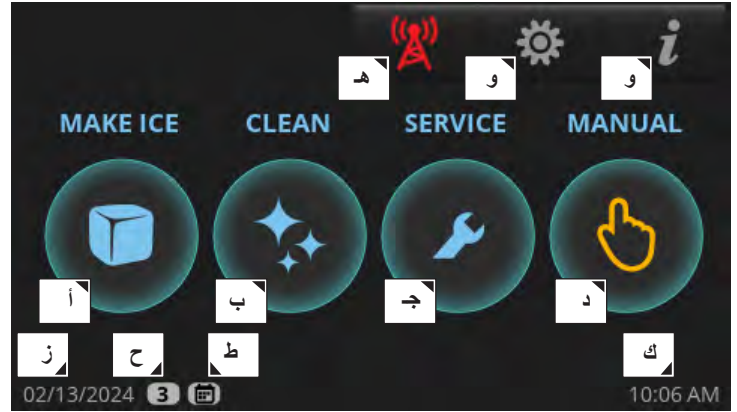 هـ و و
MAKE ICE CLEAN SERVICE MANUAL
أ ب جـ د
ز ح ط ك
02/13/2024 3 10:06 AM